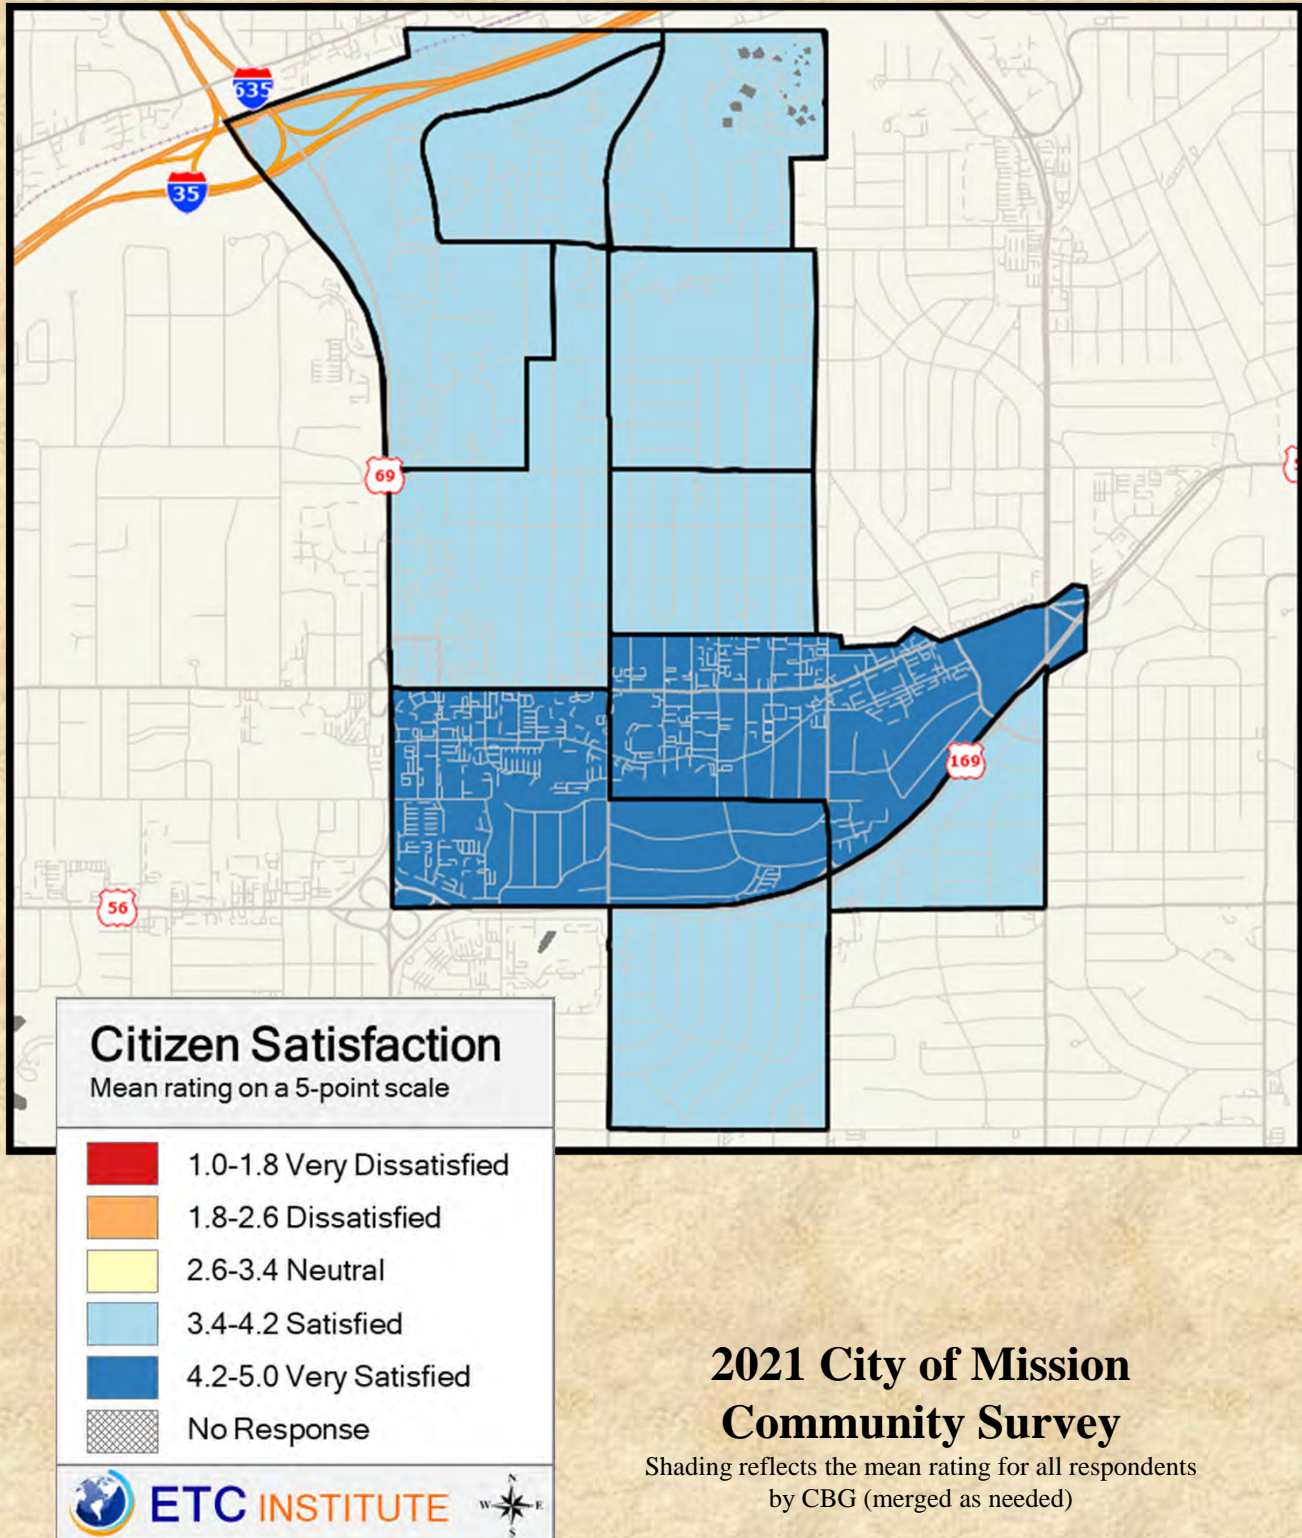 635
35
69
169
56
Citizen Satisfaction
Mean rating on a 5-point scale
1.0-1.8 Very Dissatisfied
1.8-2.6 Dissatisfied
2.6-3.4 Neutral
3.4-4.2 Satisfied
4.2-5.0 Very Satisfied
No Response
ETC INSTITUTE
N
W E
S
2021 City of Mission
Community Survey
Shading reflects the mean rating for all respondents
by CBG (merged as needed)